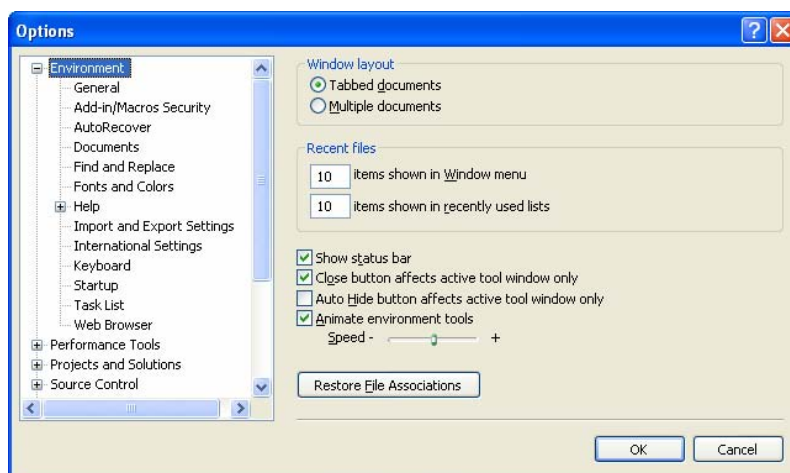 Options
Environment
General
Add-in/Macros Security
AutoRecover
Documents
Find and Replace
Fonts and Colors
Help
Import and Export Settings
International Settings
Keyboard
Startup
Task List
Web Browser
Performance Tools
Projects and Solutions
Source Control
Window layout
Tabbed documents
Multiple documents
Recent files
10 items shown in Window menu
10 items shown in recently used lists
Show status bar
Close button affects active tool window only
Auto Hide button affects active tool window only
Animate environment tools
Speed - +
Restore File Associations
OK Cancel